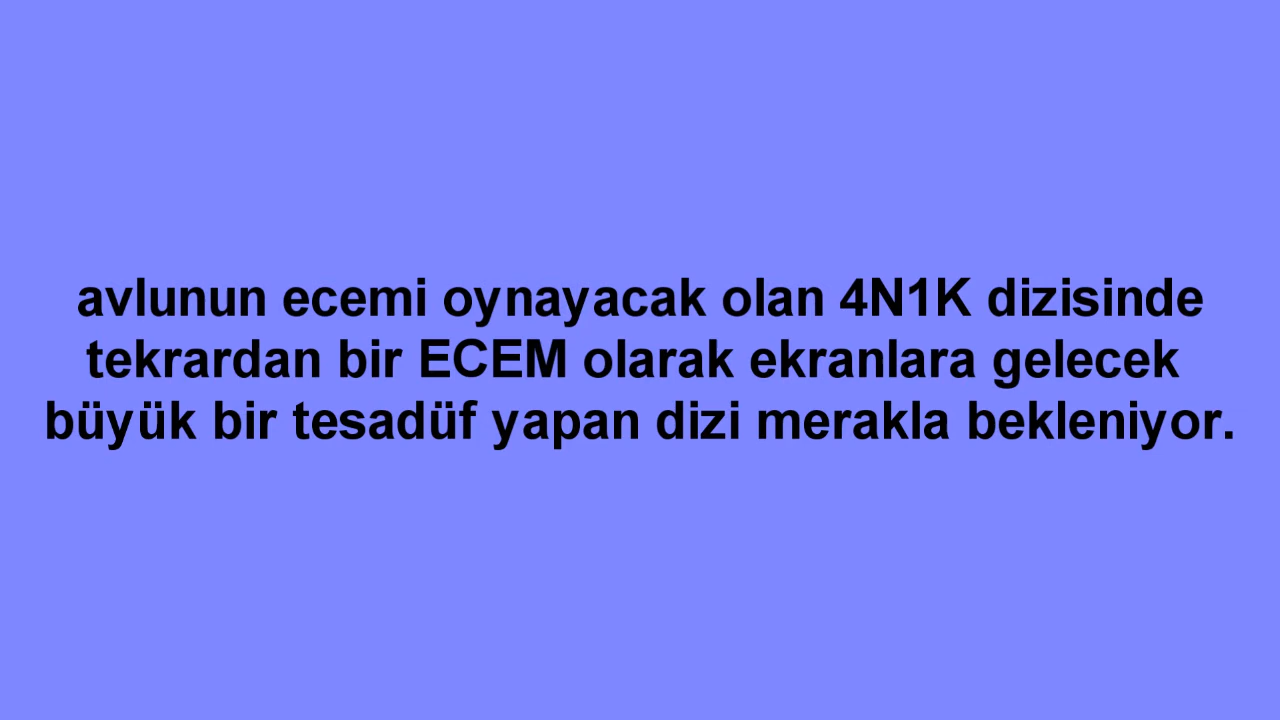 avlunun ecemi oynayacak olan 4N1K dizisinde
tekrardan bir ECEM olarak ekranlara gelecek
büyük bir tesadüf yapan dizi merakla bekleniyor.